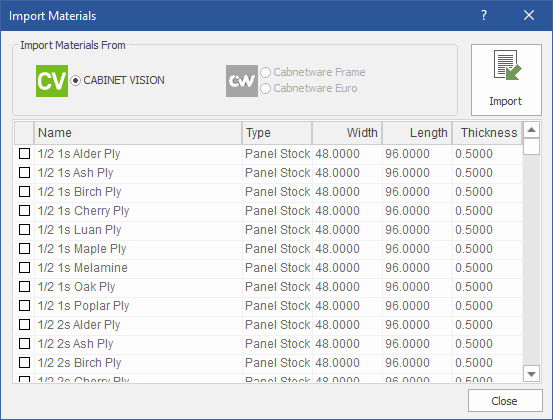 Import Materials ? ×
Import Materials From
CV CABINET VISION
CW Cabnetware Frame
Cabnetware Euro
Import
Name Type Width Length Thickness
1/2 1s Alder Ply Panel Stock 48.0000 96.0000 0.5000
1/2 1s Ash Ply Panel Stock 48.0000 96.0000 0.5000
1/2 1s Birch Ply Panel Stock 48.0000 96.0000 0.5000
1/2 1s Cherry Ply Panel Stock 48.0000 96.0000 0.5000
1/2 1s Luan Ply Panel Stock 48.0000 96.0000 0.5000
1/2 1s Maple Ply Panel Stock 48.0000 96.0000 0.5000
1/2 1s Melamine Panel Stock 48.0000 96.0000 0.5000
1/2 1s Oak Ply Panel Stock 48.0000 96.0000 0.5000
1/2 1s Poplar Ply Panel Stock 48.0000 96.0000 0.5000
1/2 2s Alder Ply Panel Stock 48.0000 96.0000 0.5000
1/2 2s Ash Ply Panel Stock 48.0000 96.0000 0.5000
1/2 2s Birch Ply Panel Stock 48.0000 96.0000 0.5000
1/2 2s Cherry Ply Panel Stock 48.0000 96.0000 0.5000
Close